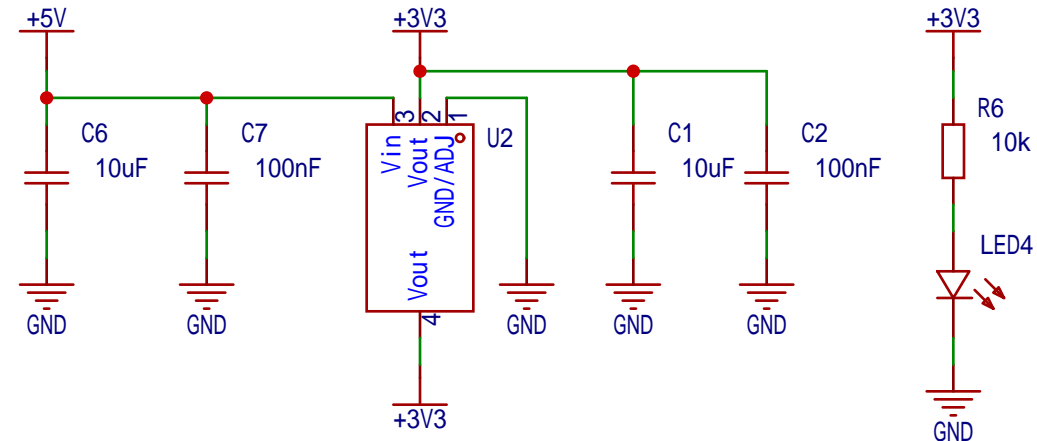 +5V
+3V3
+3V3
C6
10uF
C7
100nF
3
2
1
Vin
Vout
GND/ADJ
U2
C1
10uF
C2
100nF
R6
10k
LED4
Vout
4
GND
GND
GND
GND
GND
+3V3
GND